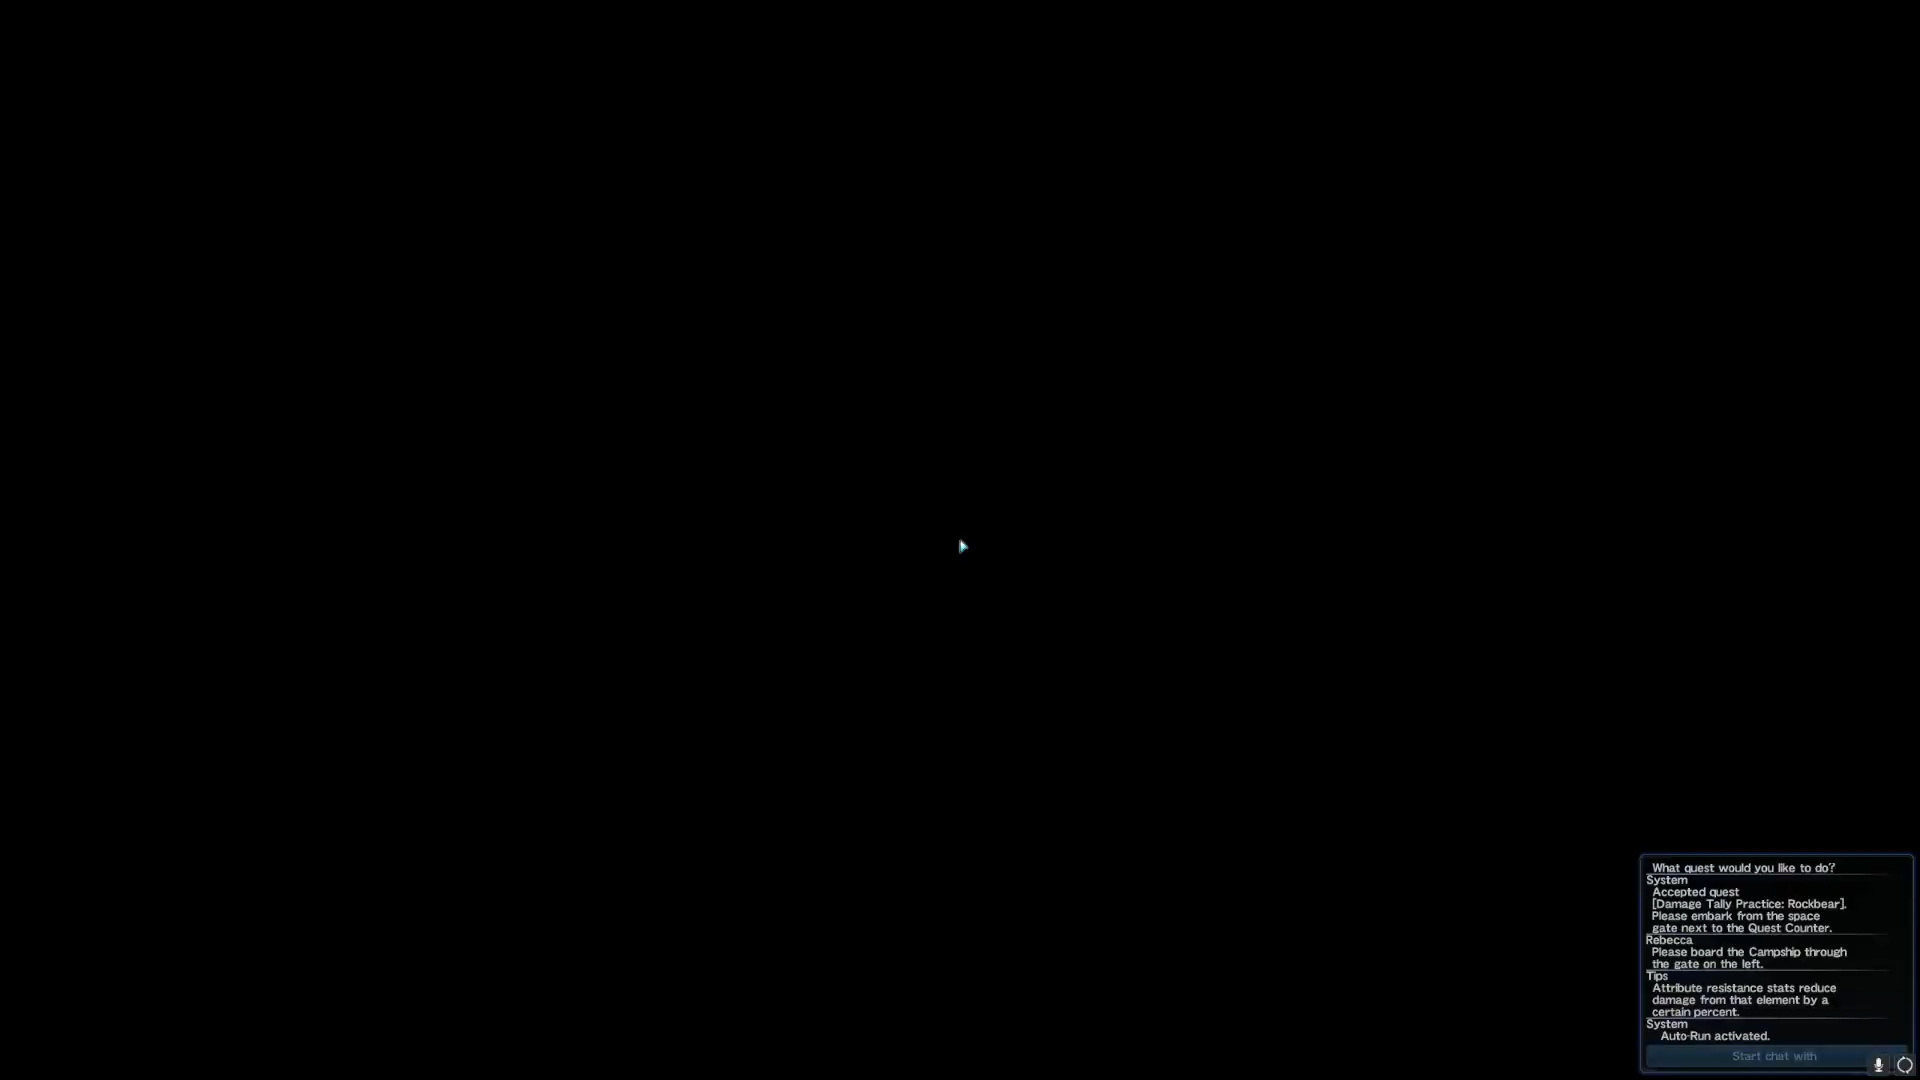 What quest would you like to do?
System
Accepted quest
[Damage Tally Practice: Rockbear].
Please embark from the space
gate next to the Quest Counter.
Rebecca
Please board the Campship through
the gate on the left.
Tips
Attribute resistance stats reduce
damage from that element by a
certain percent.
System
Auto-Run activated.
Start chat with